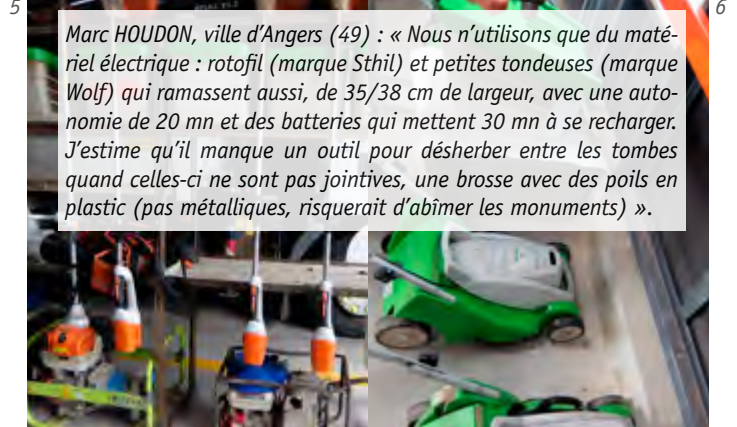 5
6
Marc HOUDON, ville d’Angers (49) : « Nous n’utilisons que du maté-
riel électrique : rotofil (marque Sthil) et petites tondeuses (marque
Wolf) qui ramassent aussi, de 35/38 cm de largeur, avec une auto-
nomie de 20 mn et des batteries qui mettent 30 mn à se recharger.
J’estime qu’il manque un outil pour désherber entre les tombes
quand celles-ci ne sont pas jointives, une brosse avec des poils en
plastic (pas métalliques, risquerait d’abîmer les monuments) ».